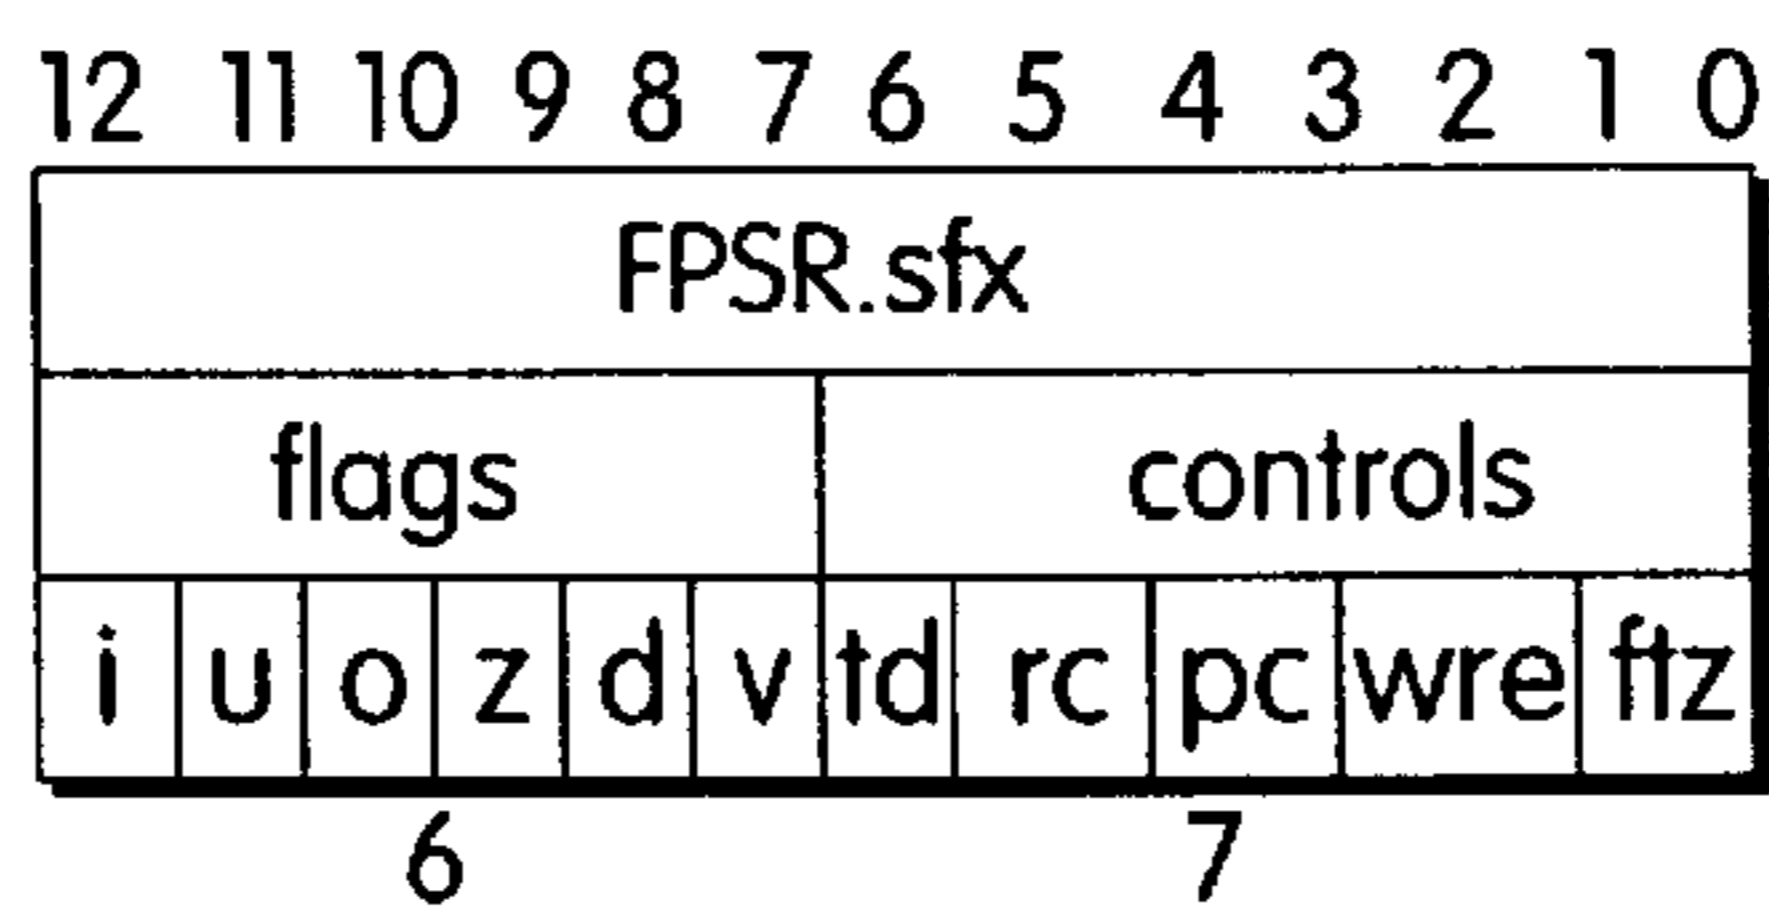 12 11 10 9 8 7 6 5 4 3 2 1 0
FPSR.sfx
flags controls
i u o z d v td rc pc wre ftz
6 7